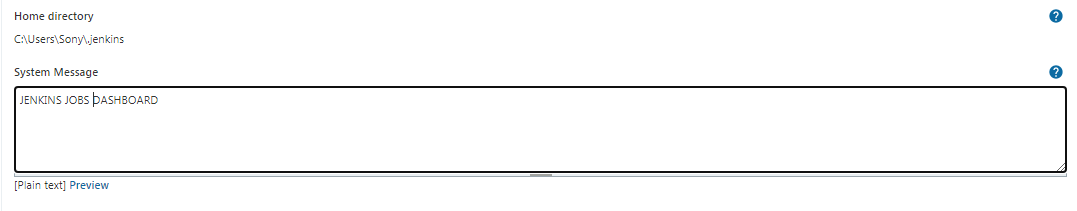 Home directory
C:\Users\Sony\.jenkins
System Message
JENKINS JOBS DASHBOARD
[Plain text] Preview